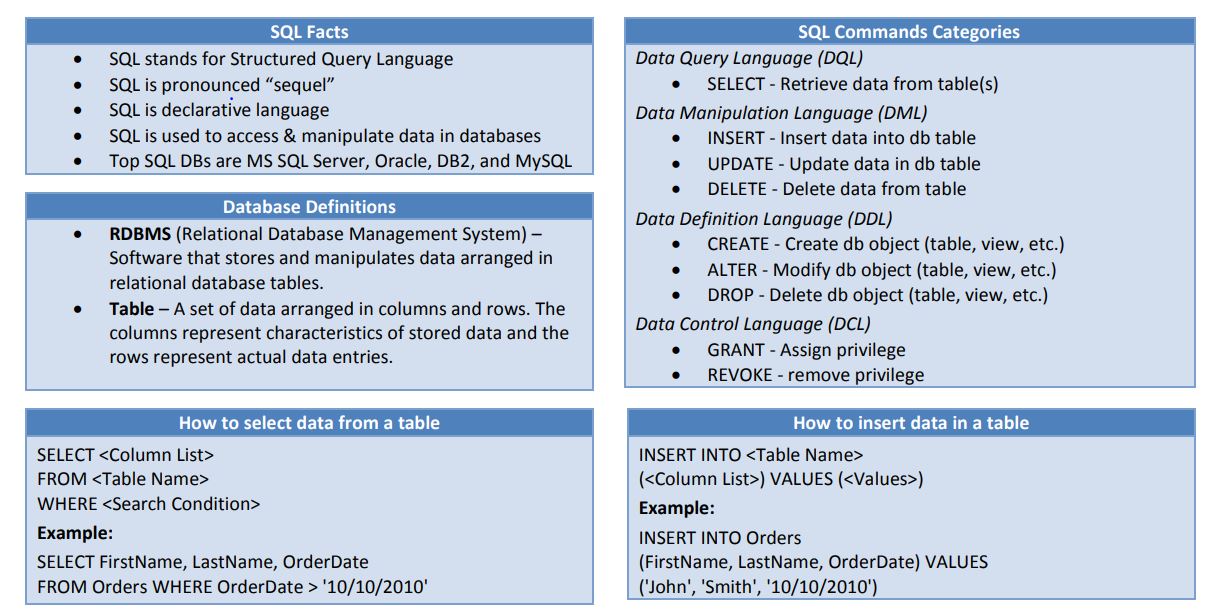 SQL Facts
• SQL stands for Structured Query Language
• SQL is pronounced “sequel”
• SQL is declarative language
• SQL is used to access & manipulate data in databases
• Top SQL DBs are MS SQL Server, Oracle, DB2, and MySQL
Database Definitions
• RDBMS (Relational Database Management System) –
Software that stores and manipulates data arranged in
relational database tables.
• Table – A set of data arranged in columns and rows. The
columns represent characteristics of stored data and the
rows represent actual data entries.
How to select data from a table
SELECT <Column List>
FROM <Table Name>
WHERE <Search Condition>
Example:
SELECT FirstName, LastName, OrderDate
FROM Orders WHERE OrderDate > '10/10/2010'
SQL Commands Categories
Data Query Language (DQL)
• SELECT - Retrieve data from table(s)
Data Manipulation Language (DML)
• INSERT - Insert data into db table
• UPDATE - Update data in db table
• DELETE - Delete data from table
Data Definition Language (DDL)
• CREATE - Create db object (table, view, etc.)
• ALTER - Modify db object (table, view, etc.)
• DROP - Delete db object (table, view, etc.)
Data Control Language (DCL)
• GRANT - Assign privilege
• REVOKE - remove privilege
How to insert data in a table
INSERT INTO <Table Name>
(<Column List>) VALUES (<Values>)
Example:
INSERT INTO Orders
(FirstName, LastName, OrderDate) VALUES
('John', 'Smith', '10/10/2010')